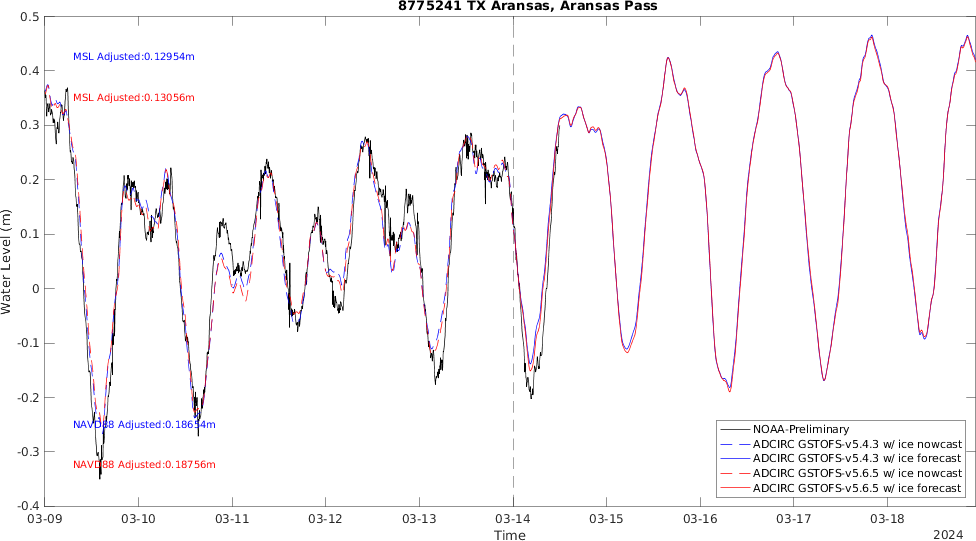 8775241 TX Aransas, Aransas Pass
0.5
0.4
0.3
0.2
0.1
0
-0.1
-0.2
-0.3
-0.4
Water Level (m)
MSL Adjusted:0.12954m
MSL Adjusted:0.13056m
NAVD88 Adjusted:0.18654m
NAVD88 Adjusted:0.18756m
NOAA-Preliminary
ADCIRC GSTOFS-v5.4.3 w/ ice nowcast
ADCIRC GSTOFS-v5.4.3 w/ ice forecast
ADCIRC GSTOFS-v5.6.5 w/ ice nowcast
ADCIRC GSTOFS-v5.6.5 w/ ice forecast
03-09 03-10 03-11 03-12 03-13 03-14 03-15 03-16 03-17 03-18
Time
2024